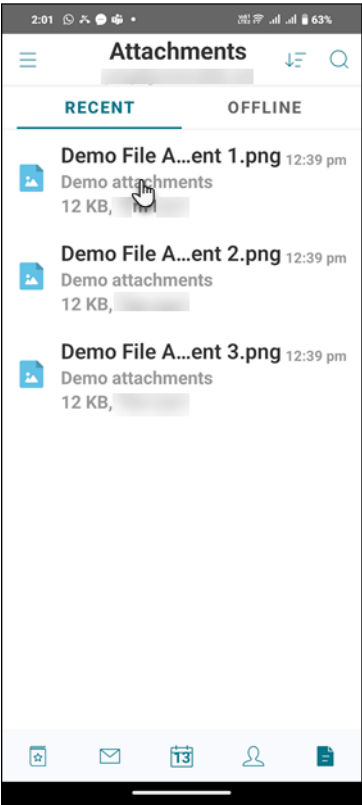 2:01 63%
Attachments
RECENT OFFLINE
Demo File A...ent 1.png 12:39 pm
Demo attachments
12 KB,
Demo File A...ent 2.png 12:39 pm
Demo attachments
12 KB,
Demo File A...ent 3.png 12:39 pm
Demo attachments
12 KB,
13